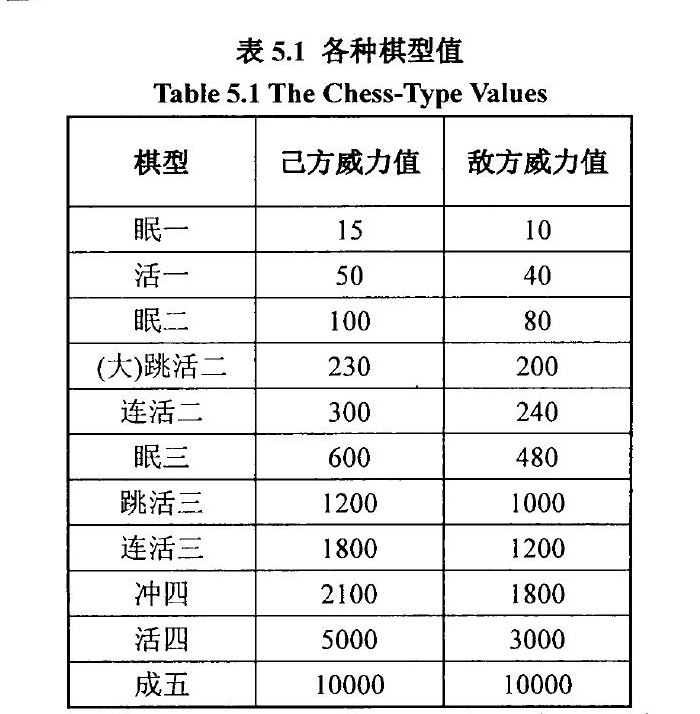 表 5.1 各种棋型值
Table 5.1 The Chess-Type Values
棋型 己方威力值 敌方威力值
眠一 15 10
活一 50 40
眠二 100 80
(大)跳活二 230 200
连活二 300 240
眠三 600 480
跳活三 1200 1000
连活三 1800 1200
冲四 2100 1800
活四 5000 3000
成五 10000 10000